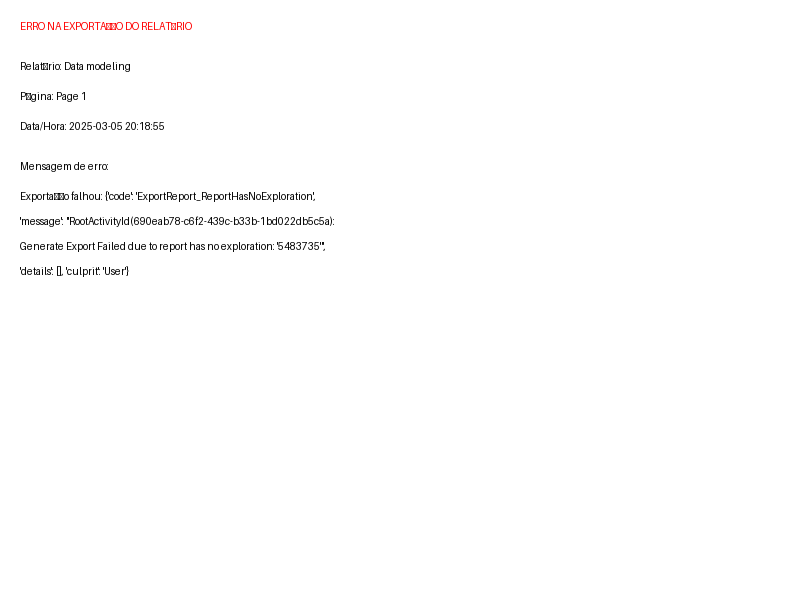 ERRO NA EXPORTA▯▯O DO RELAT▯RIO
Relat▯rio: Data modeling
P▯gina: Page 1
Data/Hora: 2025-03-05 20:18:55
Mensagem de erro:
Exporta▯▯o falhou: {'code': 'ExportReport_ReportHasNoExploration',
'message': "RootActivityId(690eab78-c6f2-439c-b33b-1bd022db5c5a):
Generate Export Failed due to report has no exploration: '5483735'",
'details': [], 'culprit': 'User'}